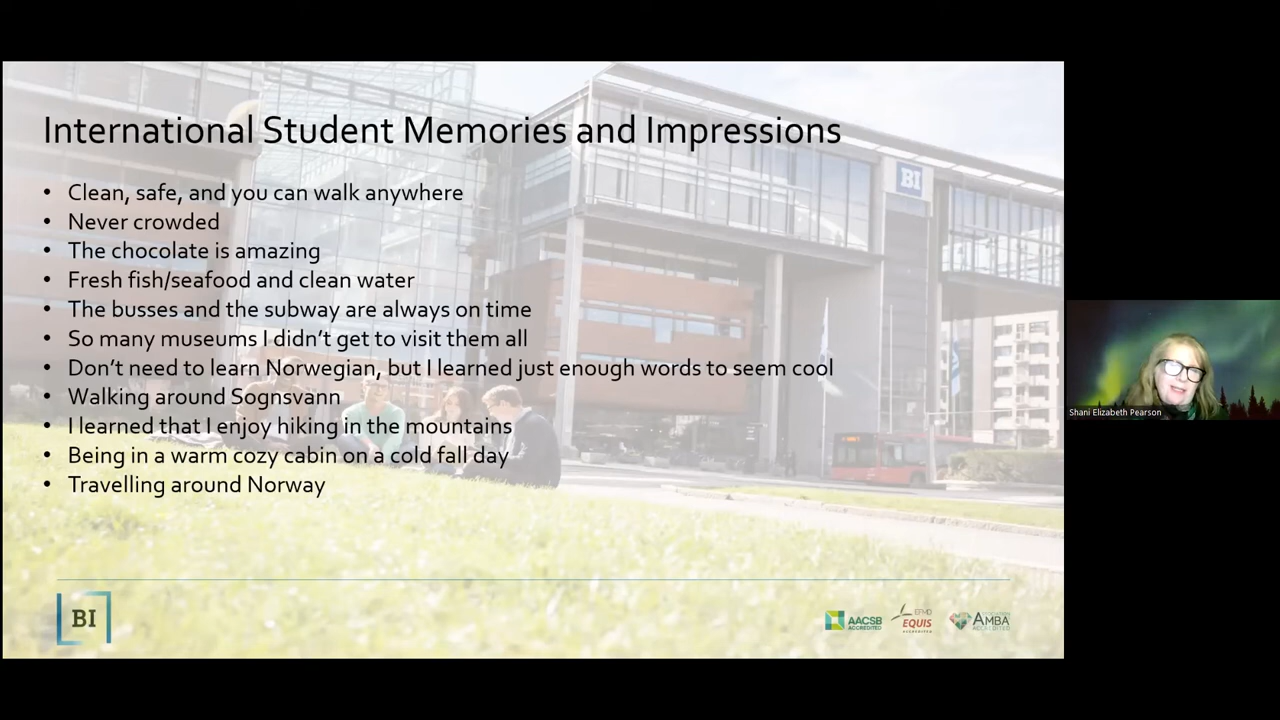 International Student Memories and Impressions
• Clean, safe, and you can walk anywhere
• Never crowded
• The chocolate is amazing
• Fresh fish/seafood and clean water
• The busses and the subway are always on time
• So many museums I didn’t get to visit them all
• Don’t need to learn Norwegian, but I learned just enough words to seem cool
• Walking around Sognsvann
• I learned that I enjoy hiking in the mountains
• Being in a warm cozy cabin on a cold fall day
• Travelling around Norway
BI
Shani Elizabeth Pearson
BI
AACSB
ACCREDITED
EFMD
EQUIS
ACCREDITED
AMBA